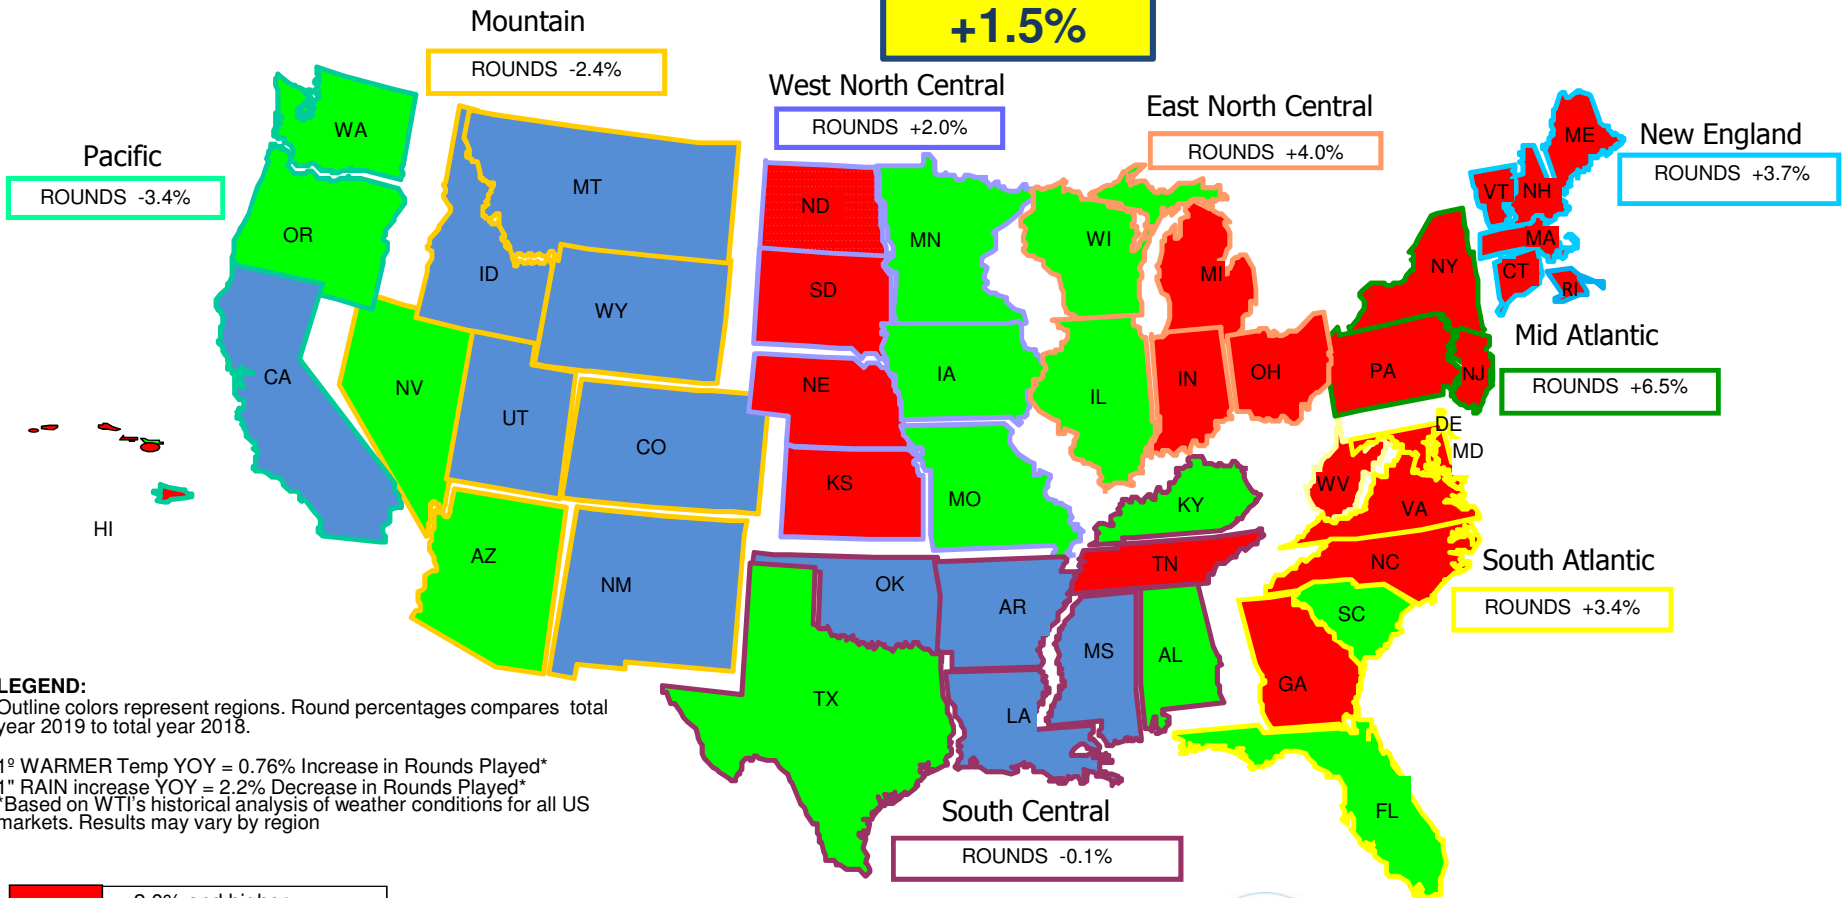 +1.5%
Mountain
ROUNDS -2.4%
West North Central
ROUNDS +2.0%
East North Central
ROUNDS +4.0%
New England
ROUNDS +3.7%
Pacific
ROUNDS -3.4%
Mid Atlantic
ROUNDS +6.5%
South Atlantic
ROUNDS +3.4%
South Central
ROUNDS -0.1%
WA
OR
CA
HI
MT
ID
WY
NV
UT
CO
AZ
NM
ND
SD
NE
KS
MN
IA
MO
WI
MI
IL
IN
OH
ME
VT
NH
MA
CT
RI
NY
PA
NJ
DE
MD
WV
VA
NC
SC
GA
FL
KY
TN
OK
AR
MS
AL
TX
LA
LEGEND:
Outline colors represent regions. Round percentages compares total
year 2019 to total year 2018.
1º WARMER Temp YOY = 0.76% Increase in Rounds Played*
1" RAIN increase YOY = 2.2% Decrease in Rounds Played*
*Based on WTI's historical analysis of weather conditions for all US
markets. Results may vary by region